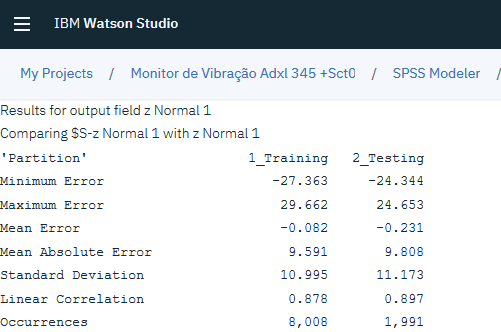 IBM Watson Studio
My Projects / Monitor de Vibração Adxl 345 +Sct0 / SPSS Modeler /
Results for output field z Normal 1
Comparing $S-z Normal 1 with z Normal 1
'Partition' 1_Training 2_Testing
Minimum Error -27.363 -24.344
Maximum Error 29.662 24.653
Mean Error -0.082 -0.231
Mean Absolute Error 9.591 9.808
Standard Deviation 10.995 11.173
Linear Correlation 0.878 0.897
Occurrences 8,008 1,991